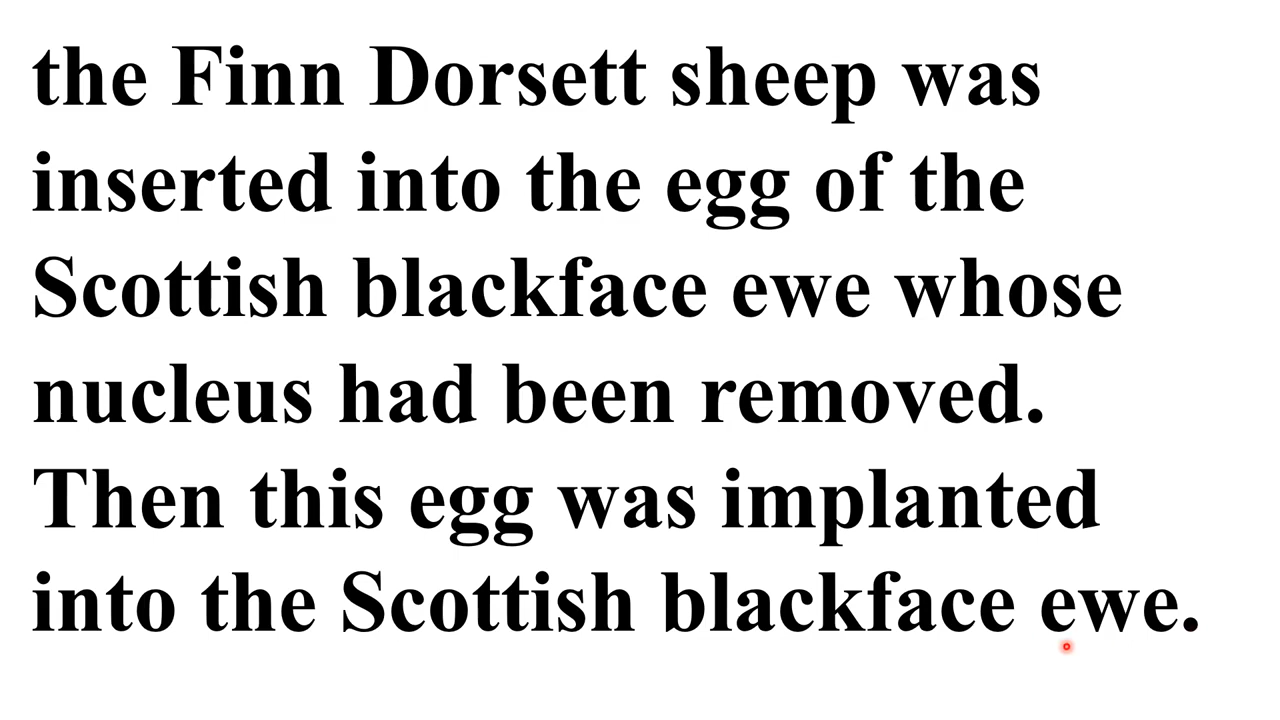 the Finn Dorsett sheep was
inserted into the egg of the
Scottish blackface ewe whose
nucleus had been removed.
Then this egg was implanted
into the Scottish blackface ewe.